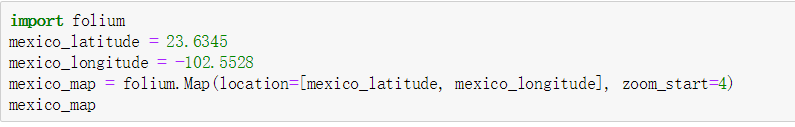 import folium
mexico_latitude = 23.6345
mexico_longitude = -102.5528
mexico_map = folium.Map(location=[mexico_latitude, mexico_longitude], zoom_start=4)
mexico_map